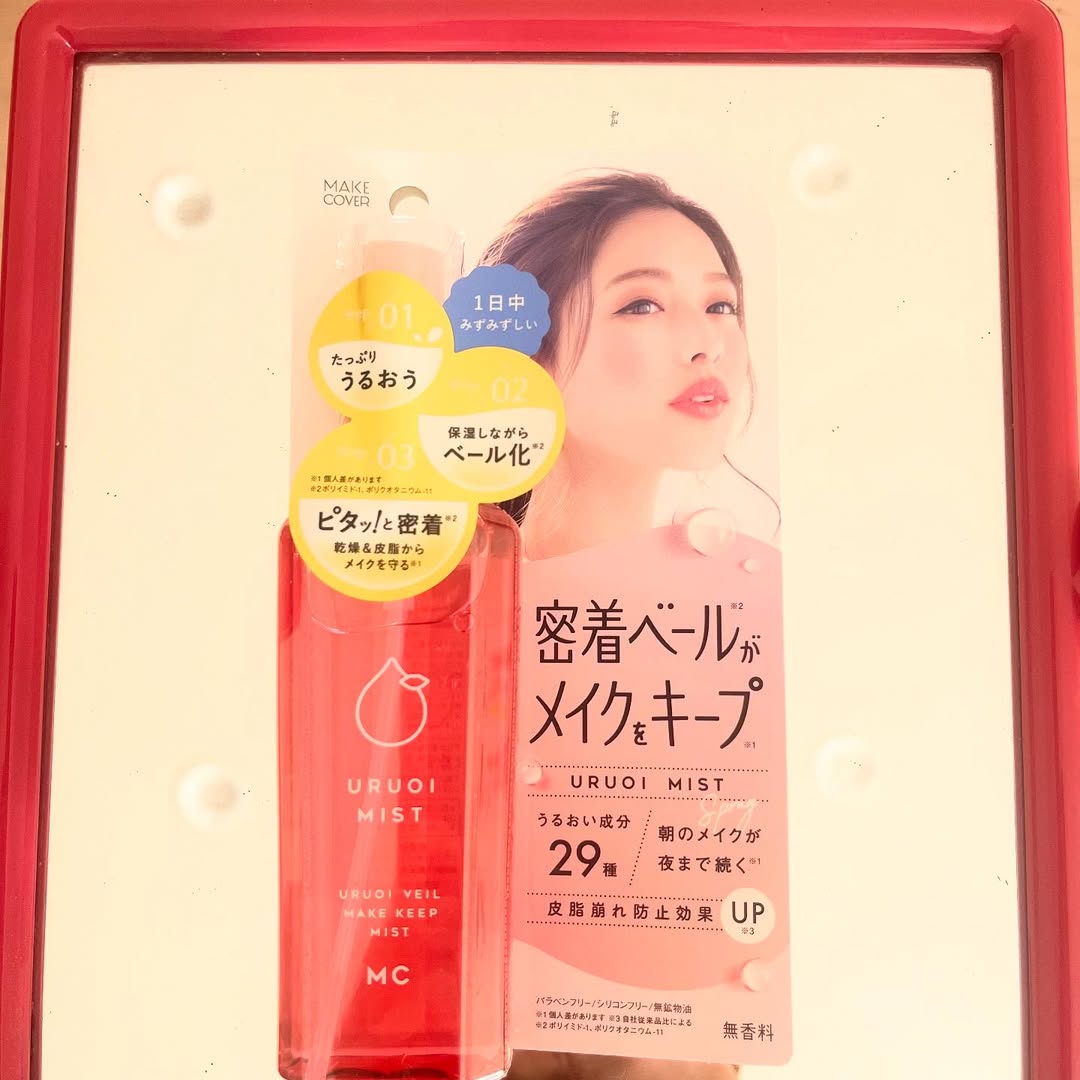 MAKE
COVER
1日中
みずみずしい
01
たっぷり
うるおう
02
保湿しながら
ベール化※2
03
※1 個人差があります
※2 ポリイミド-1、ポリクオタニウム-11
ピタッ!と密着※2
乾燥&皮脂から
メイクを守る※1
密着ベール※2が
メイクをキープ※1
URUOI MIST
Spray
うるおい成分
29種
朝のメイクが
夜まで続く※1
皮脂崩れ防止効果 UP※3
URUOI
MIST
URUOI VEIL
MAKE KEEP
MIST
MC
パラベンフリー/シリコンフリー/無鉱物油
※1 個人差があります ※3 自社従来品比による
※2 ポリイミド-1、ポリクオタニウム-11
無香料